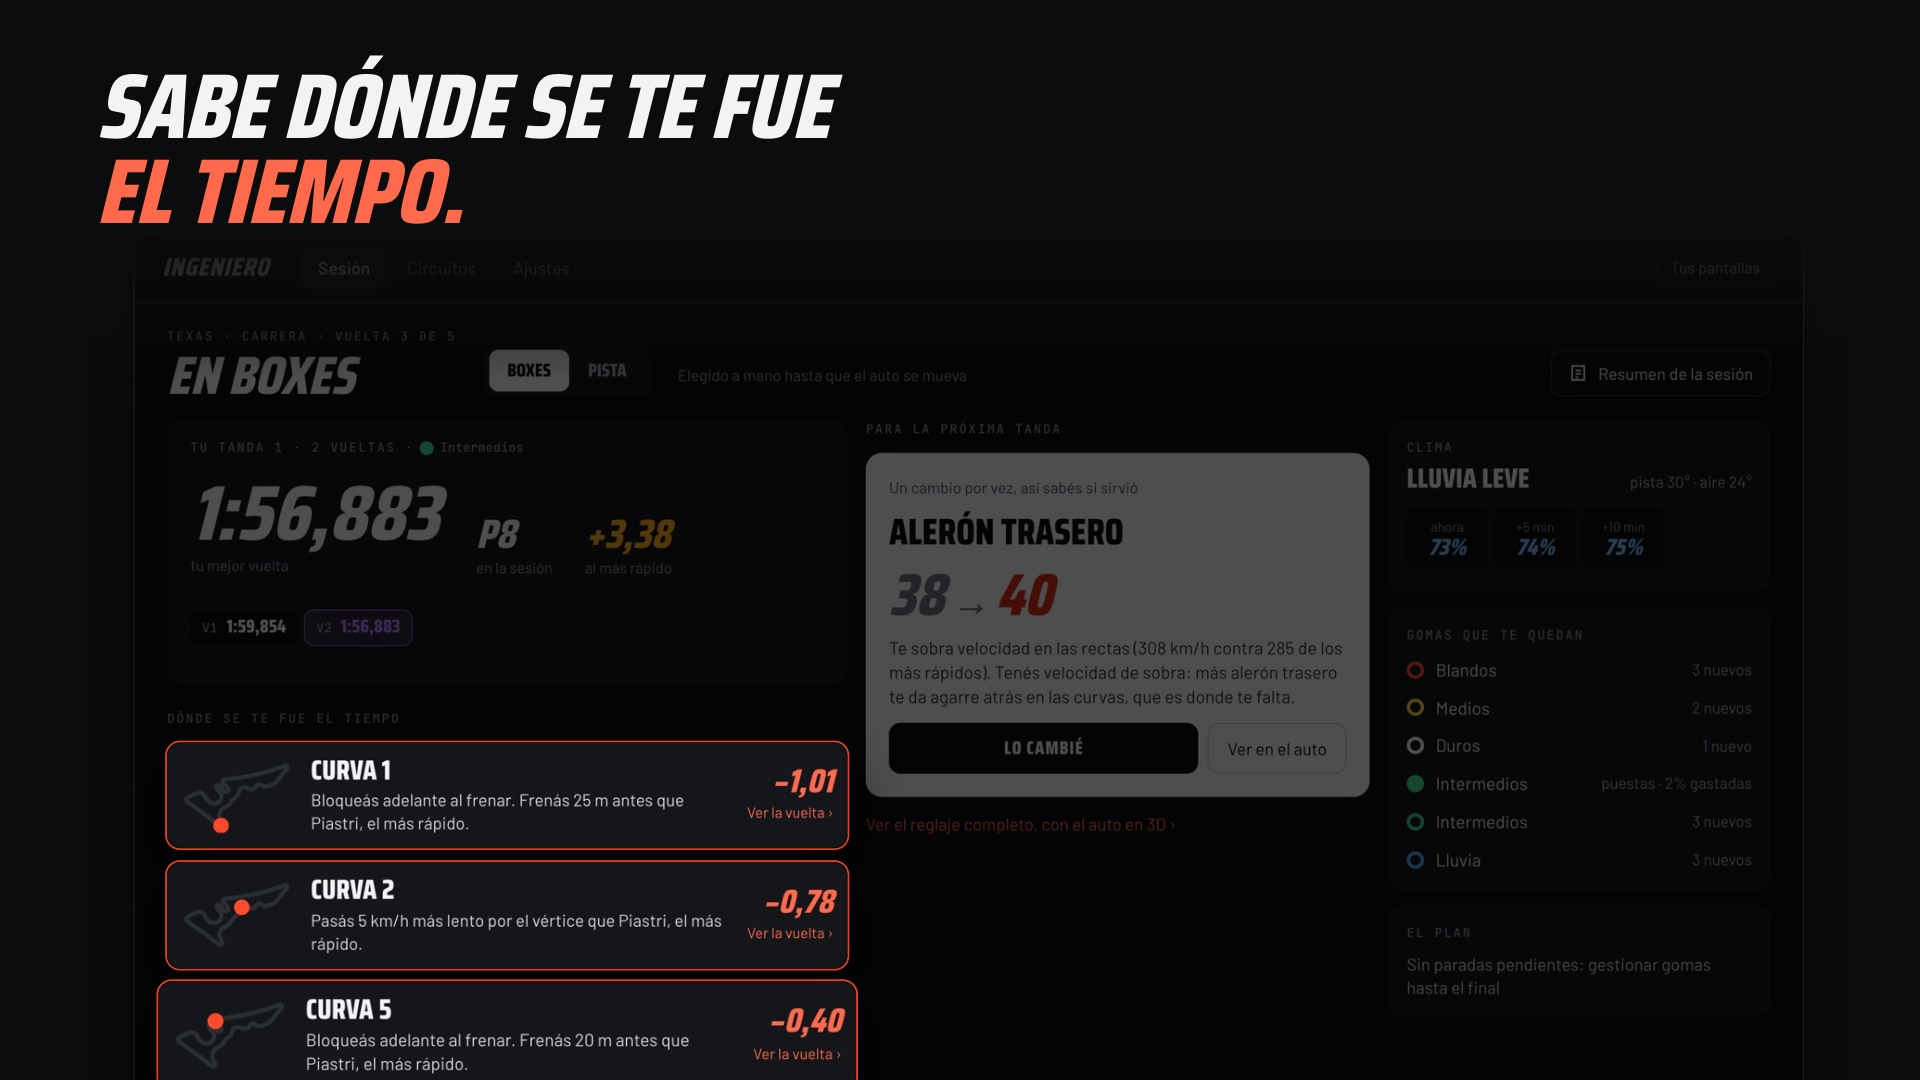 SABE DÓNDE SE TE FUE
EL TIEMPO.
INGENIERO
Sesión
Circuitos
Ajustes
Tus pantallas
TEXAS · CARRERA · VUELTA 3 DE 5
EN BOXES
BOXES
PISTA
Elegido a mano hasta que el auto se mueva
Resumen de la sesión
TU TANDA 1 · 2 VUELTAS · Intermedios
1:56,883
tu mejor vuelta
P8
en la sesión
+3,38
al más rápido
V1 1:59,854
V2 1:56,883
DÓNDE SE TE FUE EL TIEMPO
CURVA 1
Bloqueás adelante al frenar. Frenás 25 m antes que
Piastri, el más rápido.
−1,01
Ver la vuelta ›
CURVA 2
Pasás 5 km/h más lento por el vértice que Piastri, el más
rápido.
−0,78
Ver la vuelta ›
CURVA 5
Bloqueás adelante al frenar. Frenás 20 m antes que
Piastri, el más rápido.
−0,40
Ver la vuelta ›
PARA LA PRÓXIMA TANDA
Un cambio por vez, así sabés si sirvió
ALERÓN TRASERO
38 → 40
Te sobra velocidad en las rectas (308 km/h contra 285 de los
más rápidos). Tenés velocidad de sobra: más alerón trasero
te da agarre atrás en las curvas, que es donde te falta.
LO CAMBIÉ
Ver en el auto
Ver el reglaje completo, con el auto en 3D ›
CLIMA
LLUVIA LEVE
pista 30° · aire 24°
ahora
73%
+5 min
74%
+10 min
75%
GOMAS QUE TE QUEDAN
Blandos 3 nuevos
Medios 2 nuevos
Duros 1 nuevo
Intermedios puestas · 2% gastadas
Intermedios 3 nuevos
Lluvia 3 nuevos
EL PLAN
Sin paradas pendientes: gestionar gomas
hasta el final